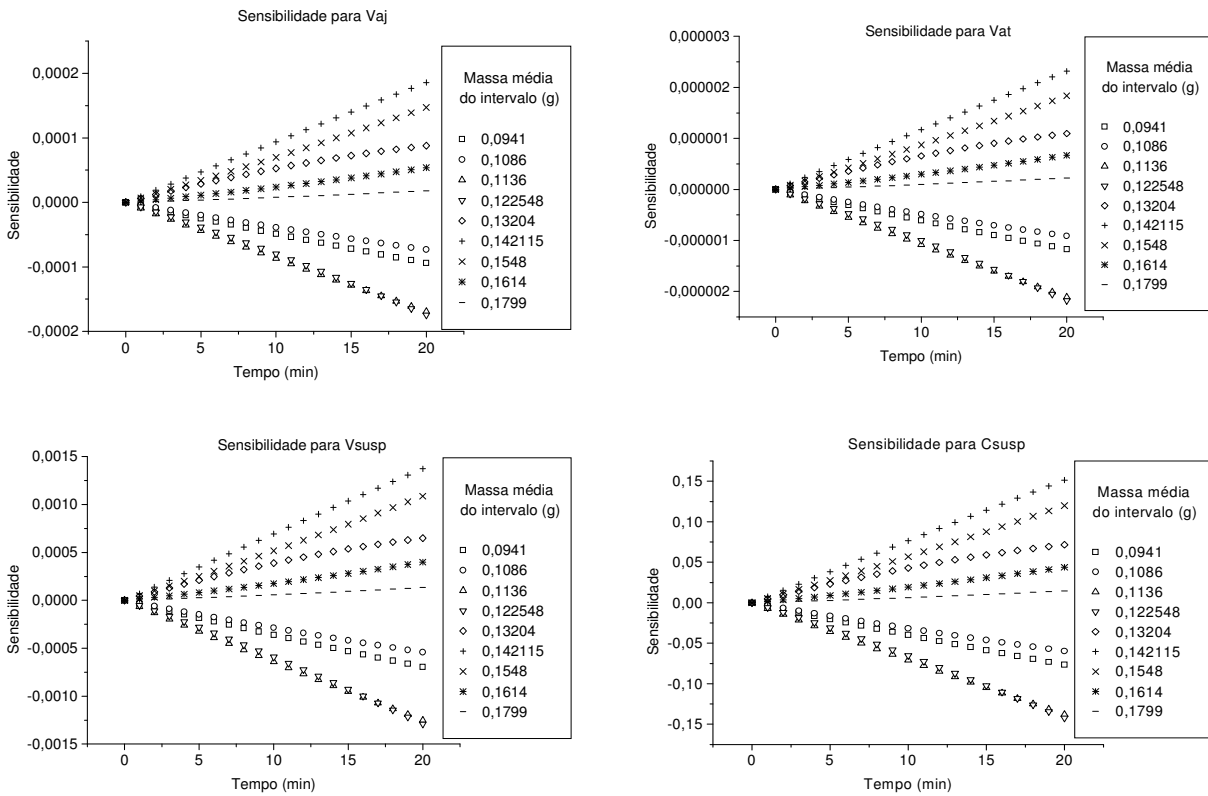 Sensibilidade para Vaj
0,0002
0,0001
0,0000
-0,0001
-0,0002
Sensibilidade
0 5 10 15 20
Tempo (min)
Massa média
do intervalo (g)
0,0941
0,1086
0,1136
0,122548
0,13204
0,142115
0,1548
0,1614
0,1799
Sensibilidade para Vat
0,000003
0,000002
0,000001
0,000000
-0,000001
-0,000002
Sensibilidade
0 5 10 15 20
Tempo (min)
Massa média
do intervalo (g)
0,0941
0,1086
0,1136
0,122548
0,13204
0,142115
0,1548
0,1614
0,1799
Sensibilidade para Vsusp
0,0015
0,0010
0,0005
0,0000
-0,0005
-0,0010
-0,0015
Sensibilidade
0 5 10 15 20
Tempo (min)
Massa média
do intervalo (g)
0,0941
0,1086
0,1136
0,122548
0,13204
0,142115
0,1548
0,1614
0,1799
Sensibilidade para Csusp
0,15
0,10
0,05
0,00
-0,05
-0,10
-0,15
Sensibilidade
0 5 10 15 20
Tempo (min)
Massa média
do intervalo (g)
0,0941
0,1086
0,1136
0,122548
0,13204
0,142115
0,1548
0,1614
0,1799